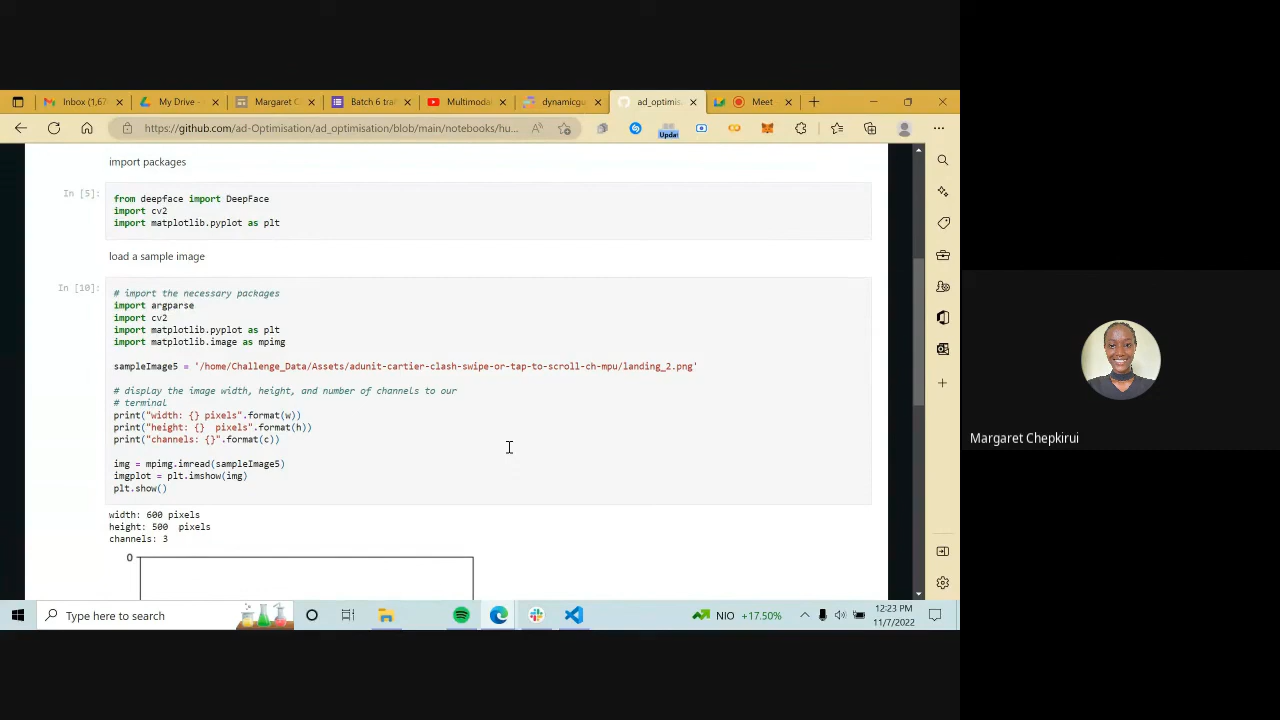 Inbox (1,67
My Drive -
Margaret C
Batch 6 tra
Multimoda
dynamicgu
ad_optimis
Meet
https://github.com/ad-Optimisation/ad_optimisation/blob/main/notebooks/hu...
Updat
import packages
In [5]:
from deepface import DeepFace
import cv2
import matplotlib.pyplot as plt
load a sample image
In [10]:
# import the necessary packages
import argparse
import cv2
import matplotlib.pyplot as plt
import matplotlib.image as mpimg
sampleImage5 = '/home/Challenge_Data/Assets/adunit-cartier-clash-swipe-or-tap-to-scroll-ch-mpu/landing_2.png'
# display the image width, height, and number of channels to our
# terminal
print("width: {} pixels".format(w))
print("height: {}  pixels".format(h))
print("channels: {}".format(c))
img = mpimg.imread(sampleImage5)
imgplot = plt.imshow(img)
plt.show()
width: 600 pixels
height: 500  pixels
channels: 3
0
Margaret Chepkirui
Type here to search
NIO +17.50%
12:23 PM
11/7/2022